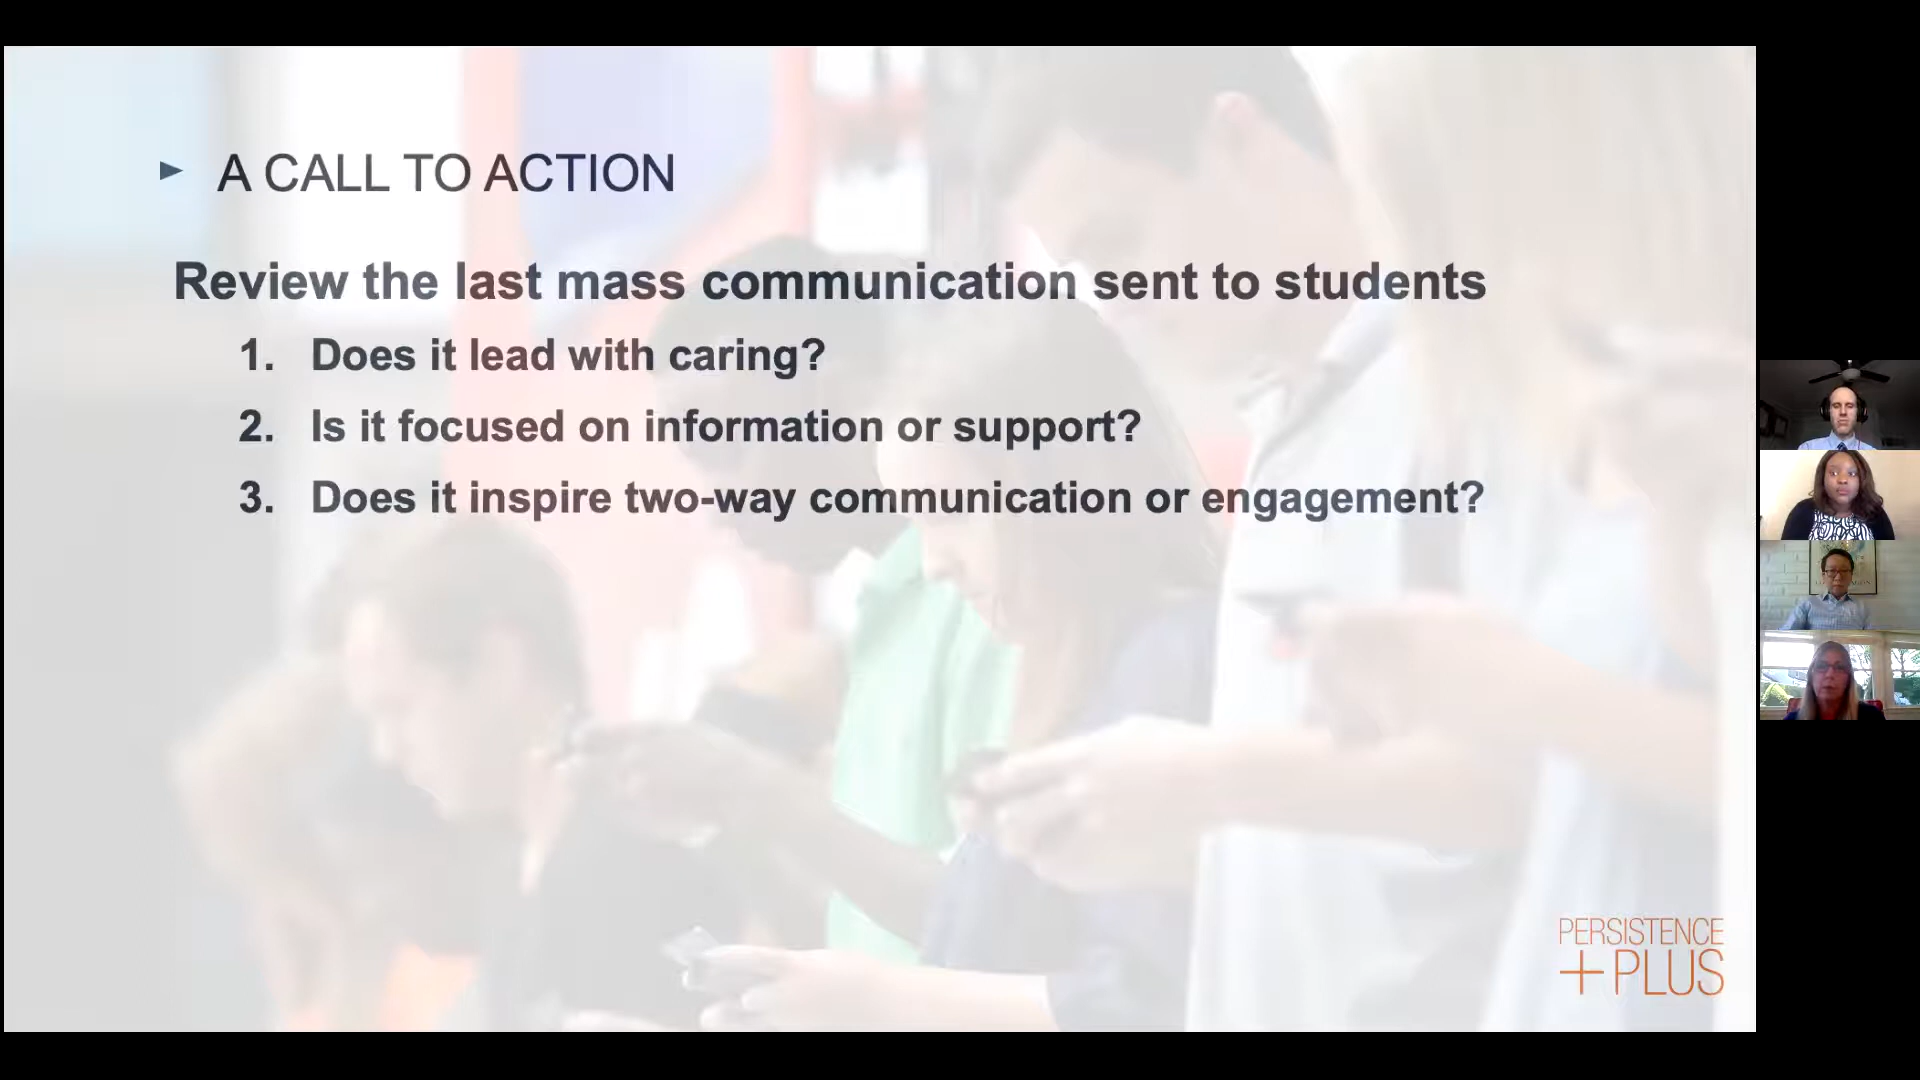 A CALL TO ACTION
Review the last mass communication sent to students
1. Does it lead with caring?
2. Is it focused on information or support?
3. Does it inspire two-way communication or engagement?
PERSISTENCE
+PLUS